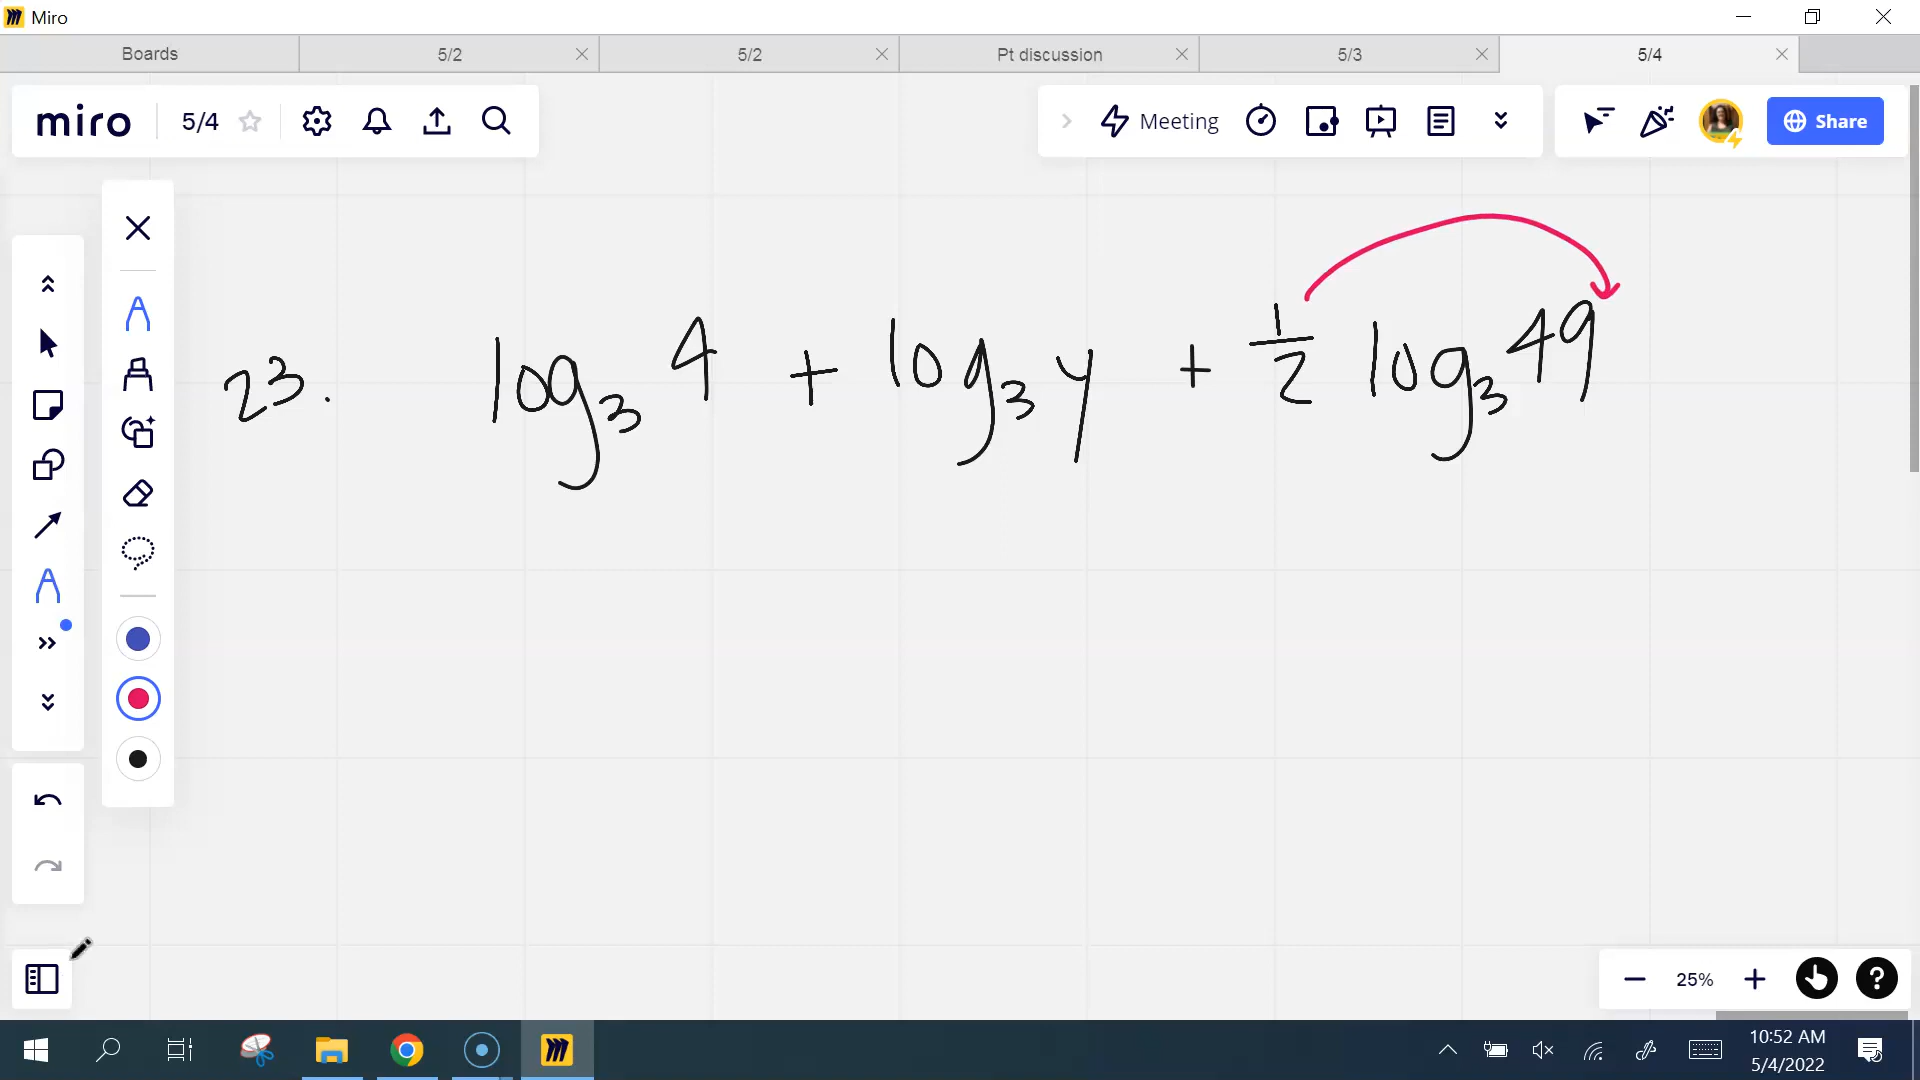 Miro
Boards 5/2 5/2 Pt discussion 5/3 5/4
miro 5/4 Meeting Share
23. log₃ 4 + log₃ y + 1/2 log₃ 49
25%
10:52 AM
5/4/2022